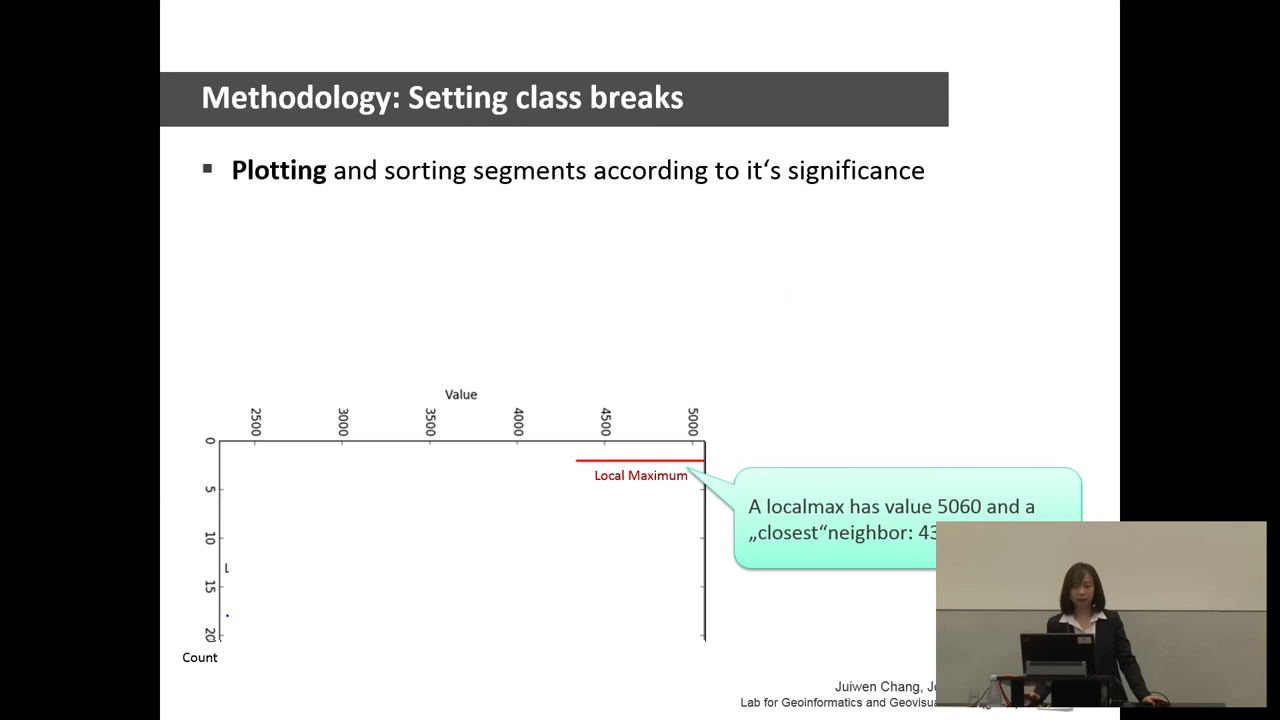 Methodology: Setting class breaks
▪ Plotting and sorting segments according to it‘s significance
Value
2500 3000 3500 4000 4500 5000
0
Local Maximum
5
A localmax has value 5060 and a
„closest“neighbor:
10
15
20
Count
Juiwen Chang,
Lab for Geoinformatics and